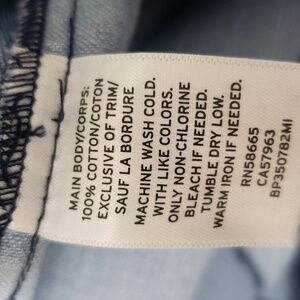 MAIN BODY/CORPS:
100% COTTON/COTON
EXCLUSIVE OF TRIM/
SAUF LA BORDURE
MACHINE WASH COLD.
WITH LIKE COLORS.
ONLY NON-CHLORINE
BLEACH IF NEEDED.
TUMBLE DRY LOW.
WARM IRON IF NEEDED.
RN58665
CA57963
BP350782MI